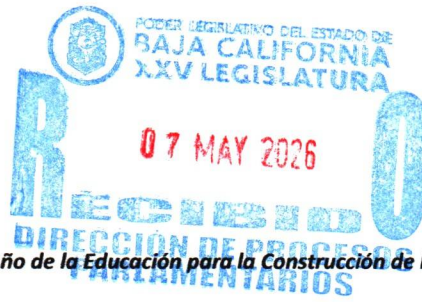 PODER LEGISLATIVO DEL ESTADO DE
BAJA CALIFORNIA
XXV LEGISLATURA
07 MAY 2026
RECIBIDO
DIRECCIÓN DE PROCESOS
ño de la Educación para la Construcción de
PARLAMENTARIOS